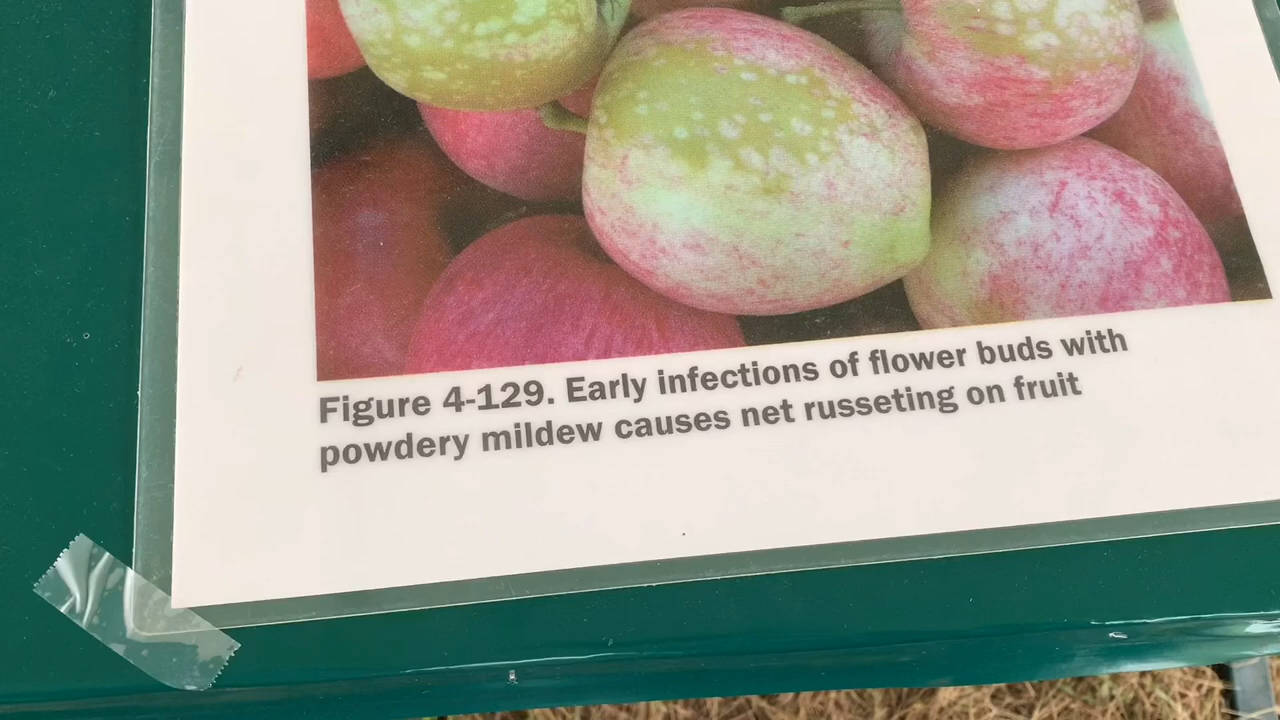 Figure 4-129. Early infections of flower buds with
powdery mildew causes net russeting on fruit